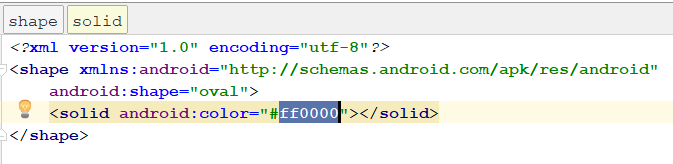 shape solid
<?xml version="1.0" encoding="utf-8"?>
<shape xmlns:android="http://schemas.android.com/apk/res/android"
android:shape="oval">
<solid android:color="#ff0000"></solid>
</shape>